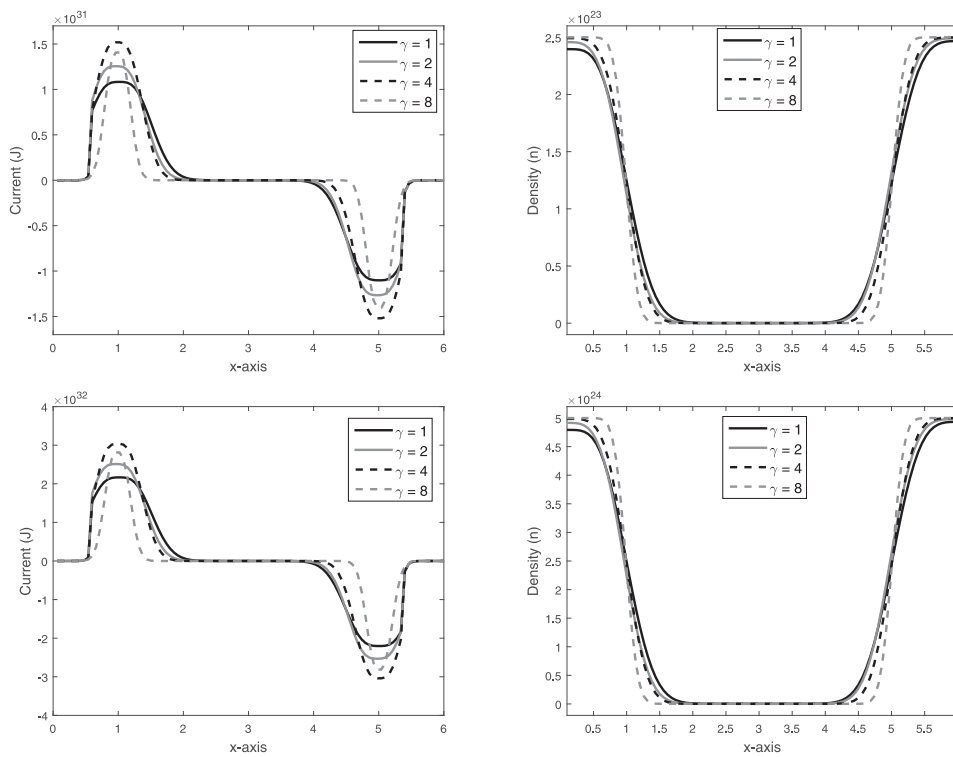 ×10^31
1.5
1
0.5
0
-0.5
-1
-1.5
Current (J)
γ = 1
γ = 2
γ = 4
γ = 8
0 1 2 3 4 5 6
x-axis
×10^23
2.5
2
1.5
1
0.5
0
Density (n)
γ = 1
γ = 2
γ = 4
γ = 8
0.5 1 1.5 2 2.5 3 3.5 4 4.5 5 5.5
x-axis
×10^32
4
3
2
1
0
-1
-2
-3
-4
Current (J)
γ = 1
γ = 2
γ = 4
γ = 8
0 1 2 3 4 5 6
x-axis
×10^24
5
4.5
4
3.5
3
2.5
2
1.5
1
0.5
0
Density (n)
γ = 1
γ = 2
γ = 4
γ = 8
0.5 1 1.5 2 2.5 3 3.5 4 4.5 5 5.5
x-axis